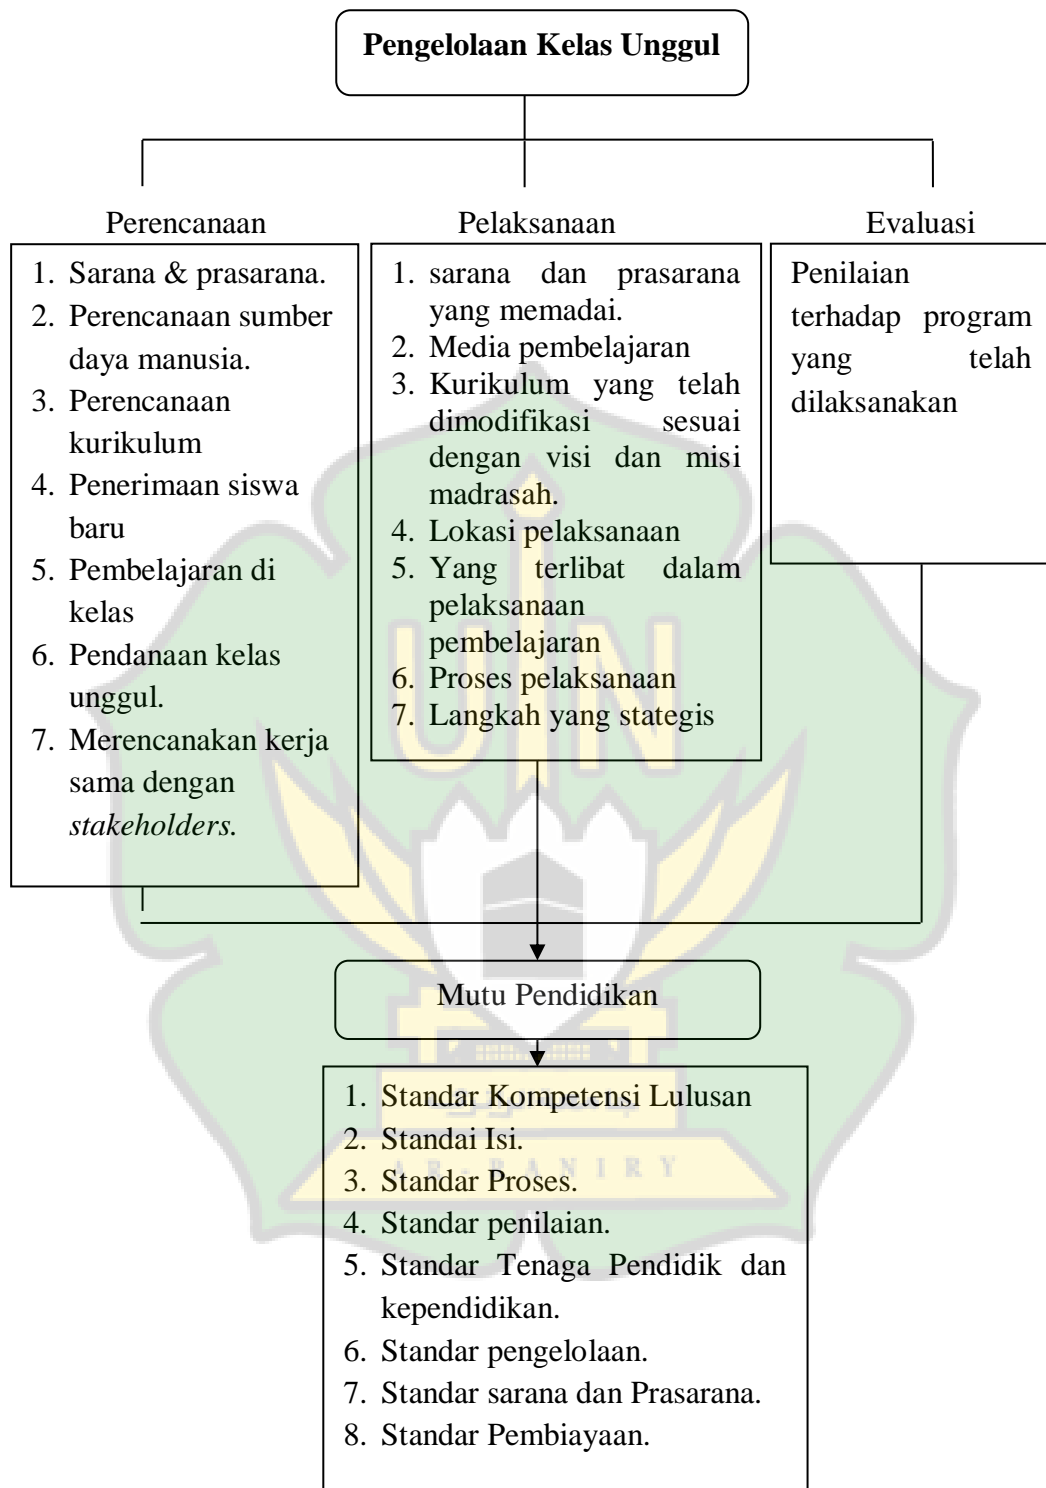 Pengelolaan Kelas Unggul
Perencanaan
1. Sarana & prasarana.
2. Perencanaan sumber
daya manusia.
3. Perencanaan
kurikulum
4. Penerimaan siswa
baru
5. Pembelajaran di
kelas
6. Pendanaan kelas
unggul.
7. Merencanakan kerja
sama dengan
stakeholders.
Pelaksanaan
1. sarana dan prasarana
yang memadai.
2. Media pembelajaran
3. Kurikulum yang telah
dimodifikasi sesuai
dengan visi dan misi
madrasah.
4. Lokasi pelaksanaan
5. Yang terlibat dalam
pelaksanaan
pembelajaran
6. Proses pelaksanaan
7. Langkah yang stategis
Evaluasi
Penilaian
terhadap program
yang telah
dilaksanakan
UIN
Mutu Pendidikan
1. Standar Kompetensi Lulusan
2. Standai Isi.
3. Standar Proses.
4. Standar penilaian.
5. Standar Tenaga Pendidik dan
kependidikan.
6. Standar pengelolaan.
7. Standar sarana dan Prasarana.
8. Standar Pembiayaan.
AR-RANIRY